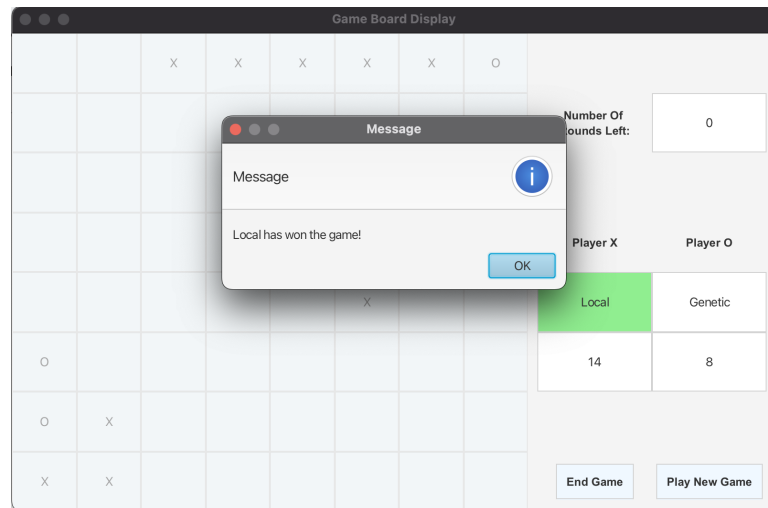 Game Board Display
X X X X X O
Number Of
Rounds Left:
0
Message
Message
Local has won the game!
OK
Player X Player O
X
Local Genetic
O
14 8
O X
X X
End Game Play New Game